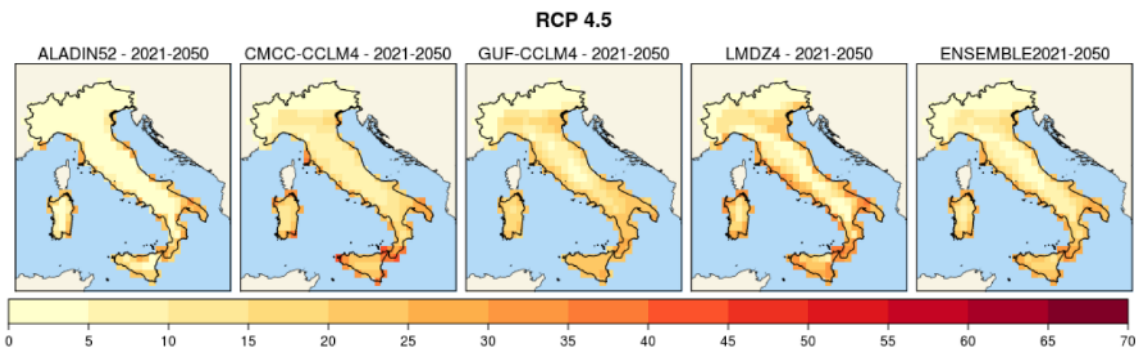 RCP 4.5
ALADIN52 - 2021-2050 CMCC-CCLM4 - 2021-2050 GUF-CCLM4 - 2021-2050 LMDZ4 - 2021-2050 ENSEMBLE2021-2050
0 5 10 15 20 25 30 35 40 45 50 55 60 65 70